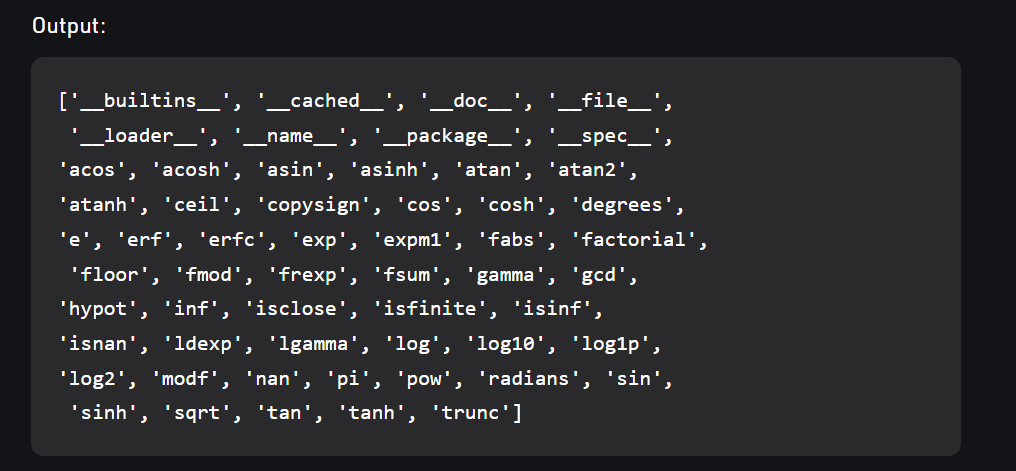 Output:
['__builtins__', '__cached__', '__doc__', '__file__',
'__loader__', '__name__', '__package__', '__spec__',
'acos', 'acosh', 'asin', 'asinh', 'atan', 'atan2',
'atanh', 'ceil', 'copysign', 'cos', 'cosh', 'degrees',
'e', 'erf', 'erfc', 'exp', 'expm1', 'fabs', 'factorial',
'floor', 'fmod', 'frexp', 'fsum', 'gamma', 'gcd',
'hypot', 'inf', 'isclose', 'isfinite', 'isinf',
'isnan', 'ldexp', 'lgamma', 'log', 'log10', 'log1p',
'log2', 'modf', 'nan', 'pi', 'pow', 'radians', 'sin',
'sinh', 'sqrt', 'tan', 'tanh', 'trunc']